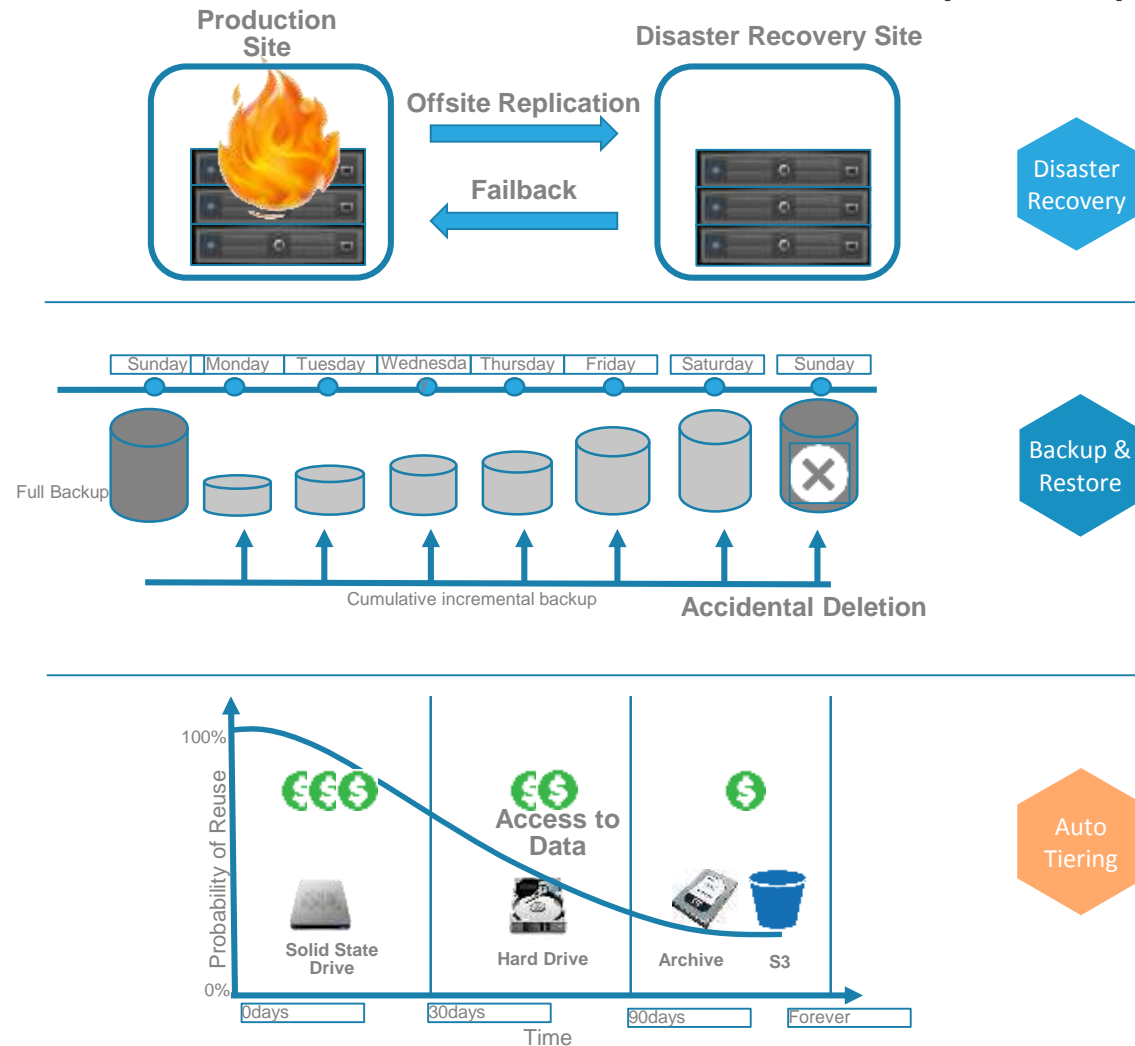 Production
Site
Disaster Recovery Site
Offsite Replication
Failback
Disaster
Recovery
Sunday
Monday
Tuesday
Wednesday
Thursday
Friday
Saturday
Sunday
Full Backup
Backup &
Restore
Cumulative incremental backup
Accidental Deletion
100%
Probability of Reuse
0%
$
$
$
$
$
$
Access to
Data
Solid State
Drive
Hard Drive
Archive
S3
Auto
Tiering
0days
30days
90days
Forever
Time